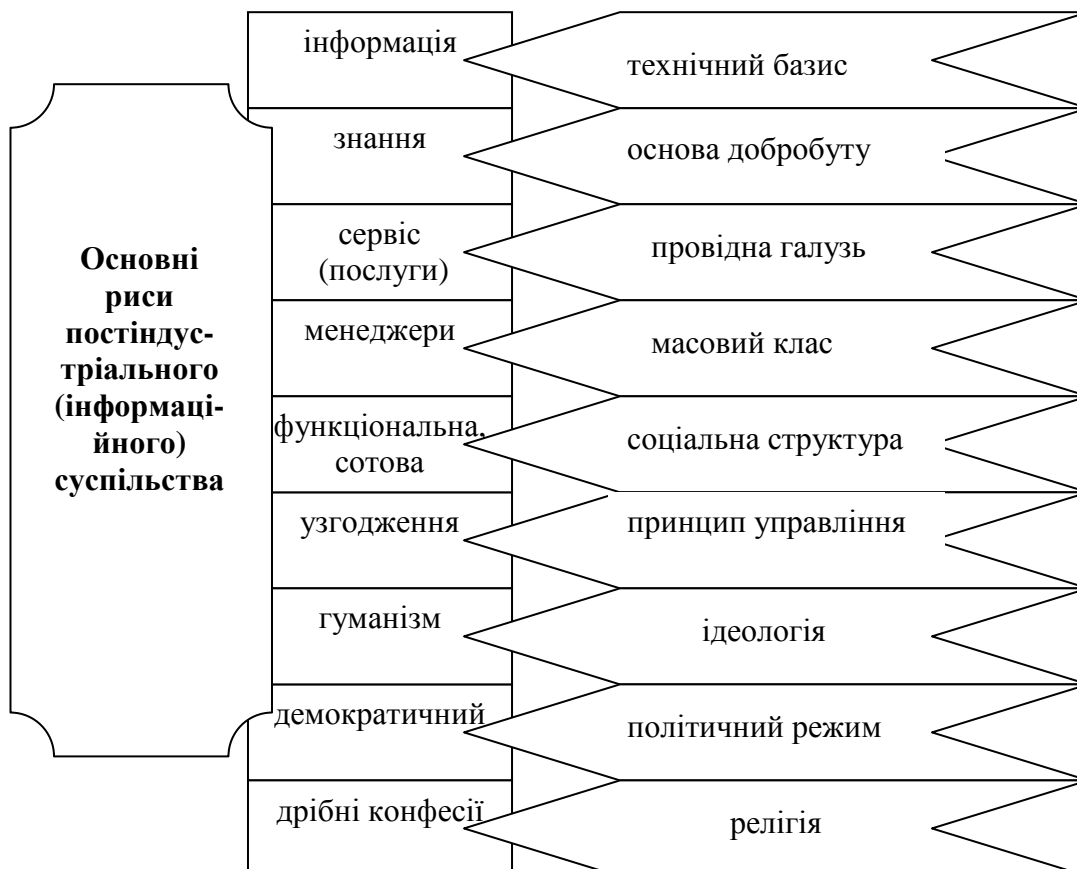 Основні
риси
постіндус-
тріального
(інформаці-
йного)
суспільства
інформація
технічний базис
знання
основа добробуту
сервіс
(послуги)
провідна галузь
менеджери
масовий клас
функціональна,
сотова
соціальна структура
узгодження
принцип управління
гуманізм
ідеологія
демократичний
політичний режим
дрібні конфесії
релігія